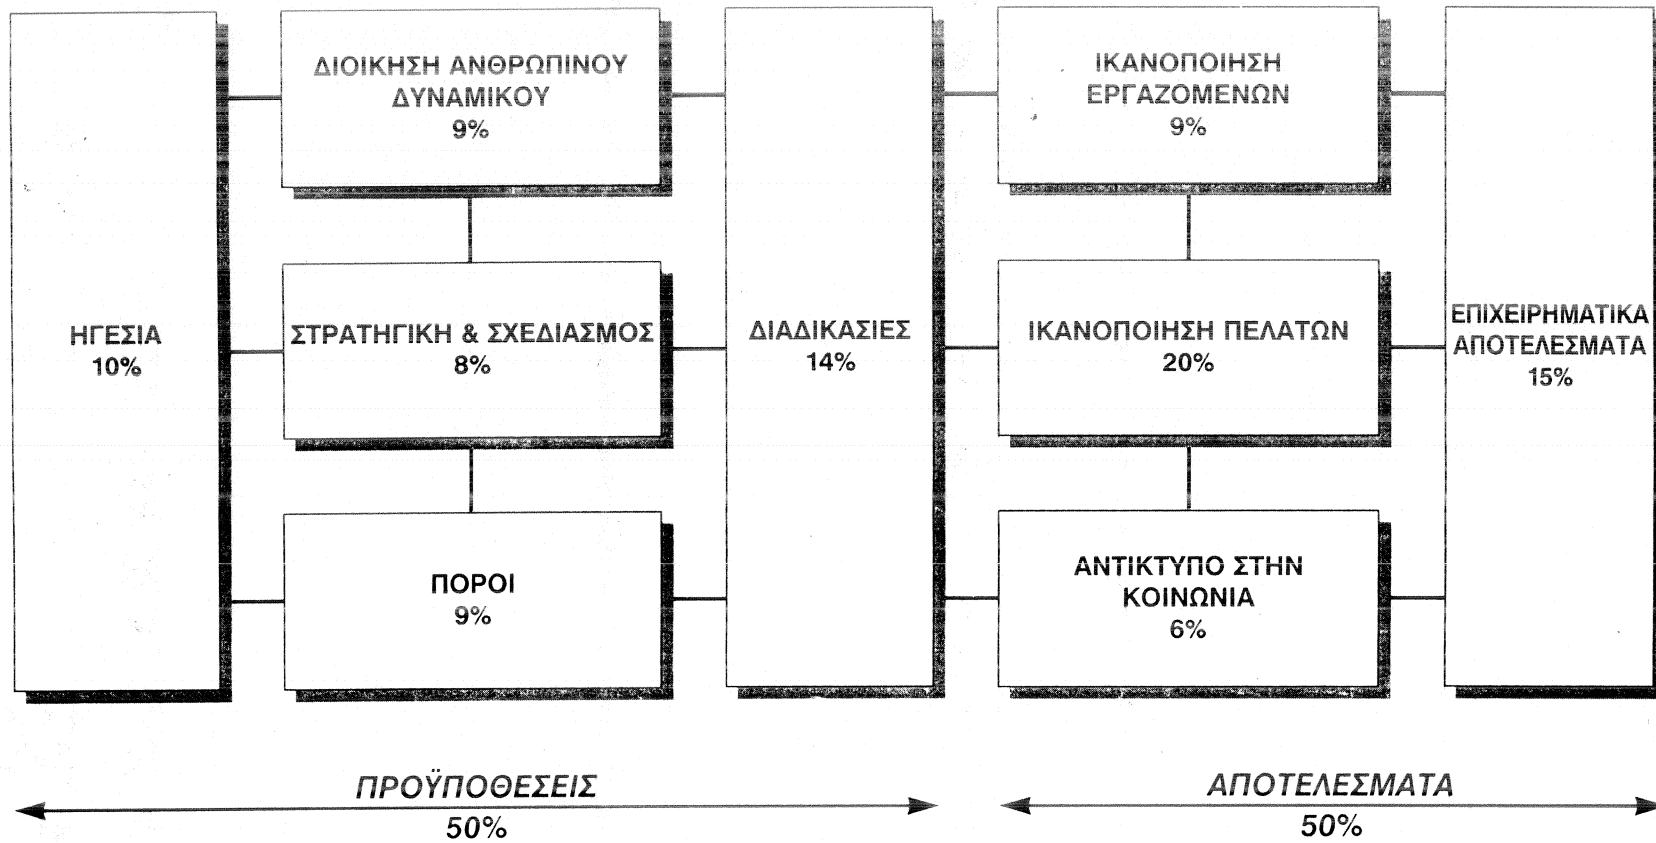 ΗΓΕΣΙΑ
10%
ΔΙΟΙΚΗΣΗ ΑΝΘΡΩΠΙΝΟΥ
ΔΥΝΑΜΙΚΟΥ
9%
ΣΤΡΑΤΗΓΙΚΗ & ΣΧΕΔΙΑΣΜΟΣ
8%
ΠΟΡΟΙ
9%
ΔΙΑΔΙΚΑΣΙΕΣ
14%
ΙΚΑΝΟΠΟΙΗΣΗ
ΕΡΓΑΖΟΜΕΝΩΝ
9%
ΙΚΑΝΟΠΟΙΗΣΗ ΠΕΛΑΤΩΝ
20%
ΑΝΤΙΚΤΥΠΟ ΣΤΗΝ
ΚΟΙΝΩΝΙΑ
6%
ΕΠΙΧΕΙΡΗΜΑΤΙΚΑ
ΑΠΟΤΕΛΕΣΜΑΤΑ
15%
ΠΡΟΫΠΟΘΕΣΕΙΣ
50%
ΑΠΟΤΕΛΕΣΜΑΤΑ
50%